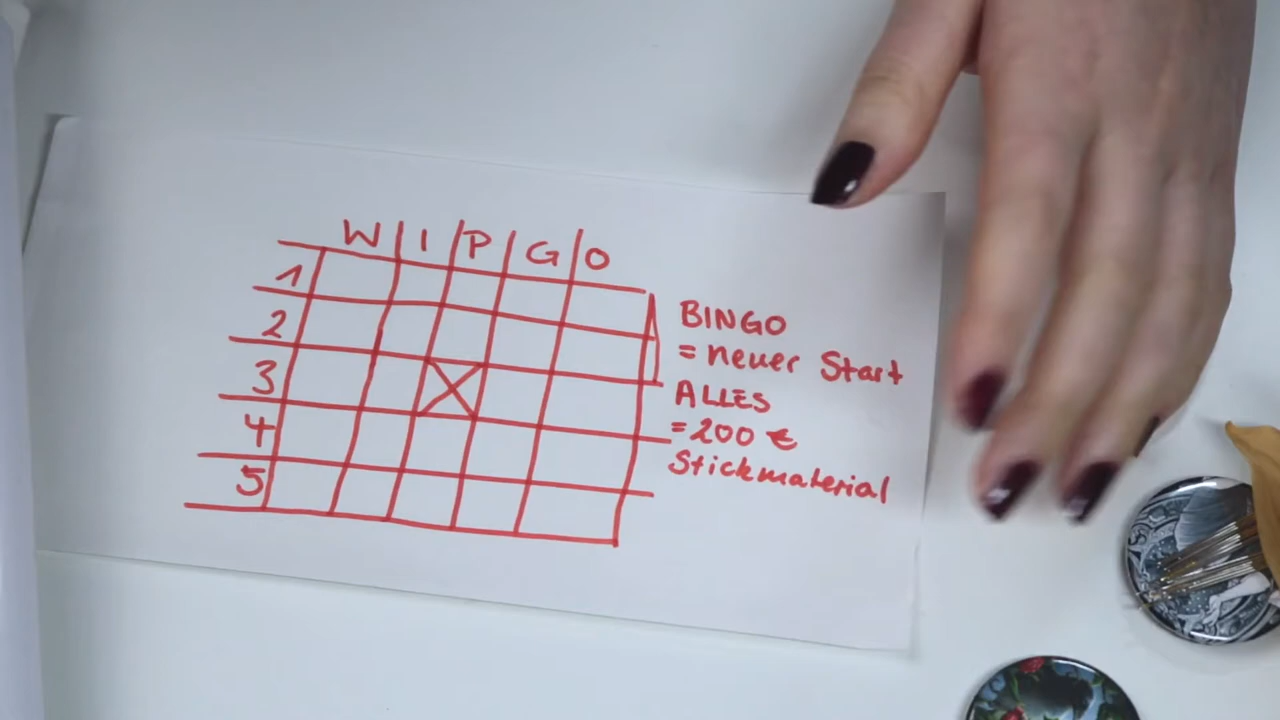 W I P G O
1
2
3
4
5
BINGO
= neuer Start
ALLES
= 200 €
Stickmaterial